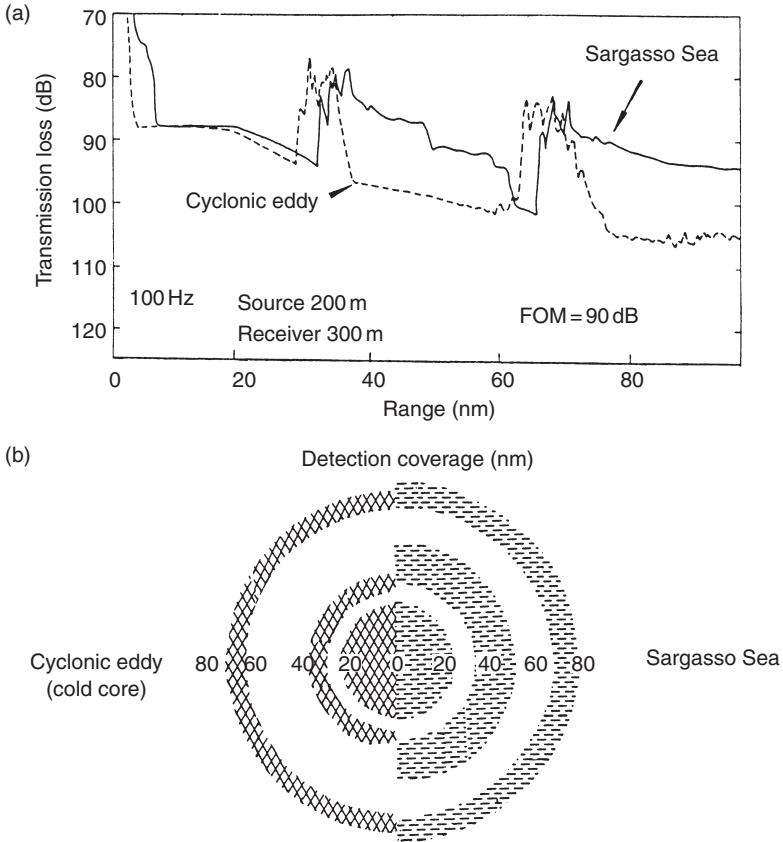 (a)
70
80
90
100
110
120
Transmission loss (dB)
Sargasso Sea
Cyclonic eddy
100 Hz
Source 200 m
Receiver 300 m
FOM = 90 dB
0 20 40 60 80
Range (nm)
(b)
Detection coverage (nm)
Cyclonic eddy
(cold core)
80 60 40 20 0 20 40 60 80
Sargasso Sea